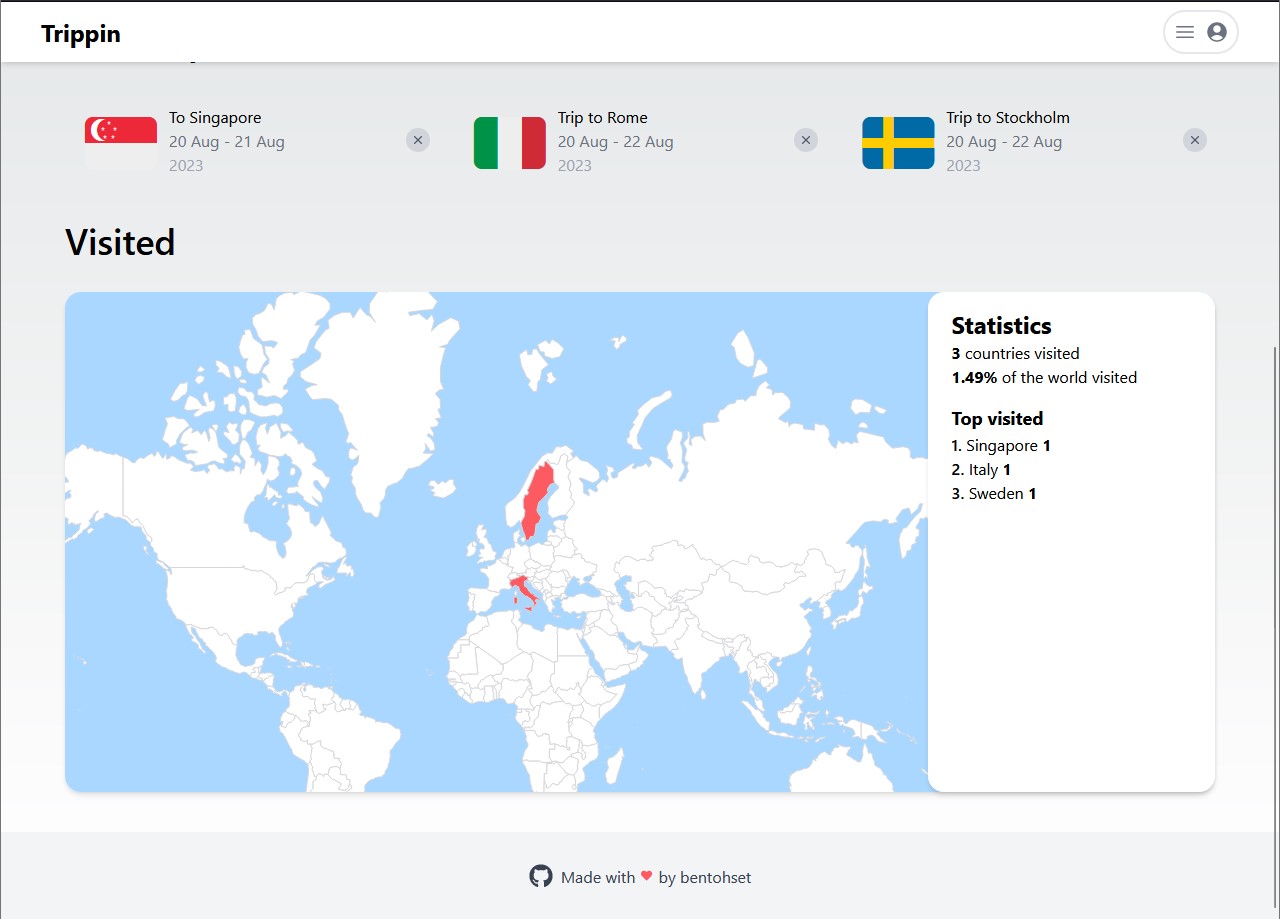 Trippin
To Singapore
20 Aug - 21 Aug
2023
Trip to Rome
20 Aug - 22 Aug
2023
Trip to Stockholm
20 Aug - 22 Aug
2023
Visited
Statistics
3 countries visited
1.49% of the world visited
Top visited
1. Singapore 1
2. Italy 1
3. Sweden 1
Made with ❤ by bentohset